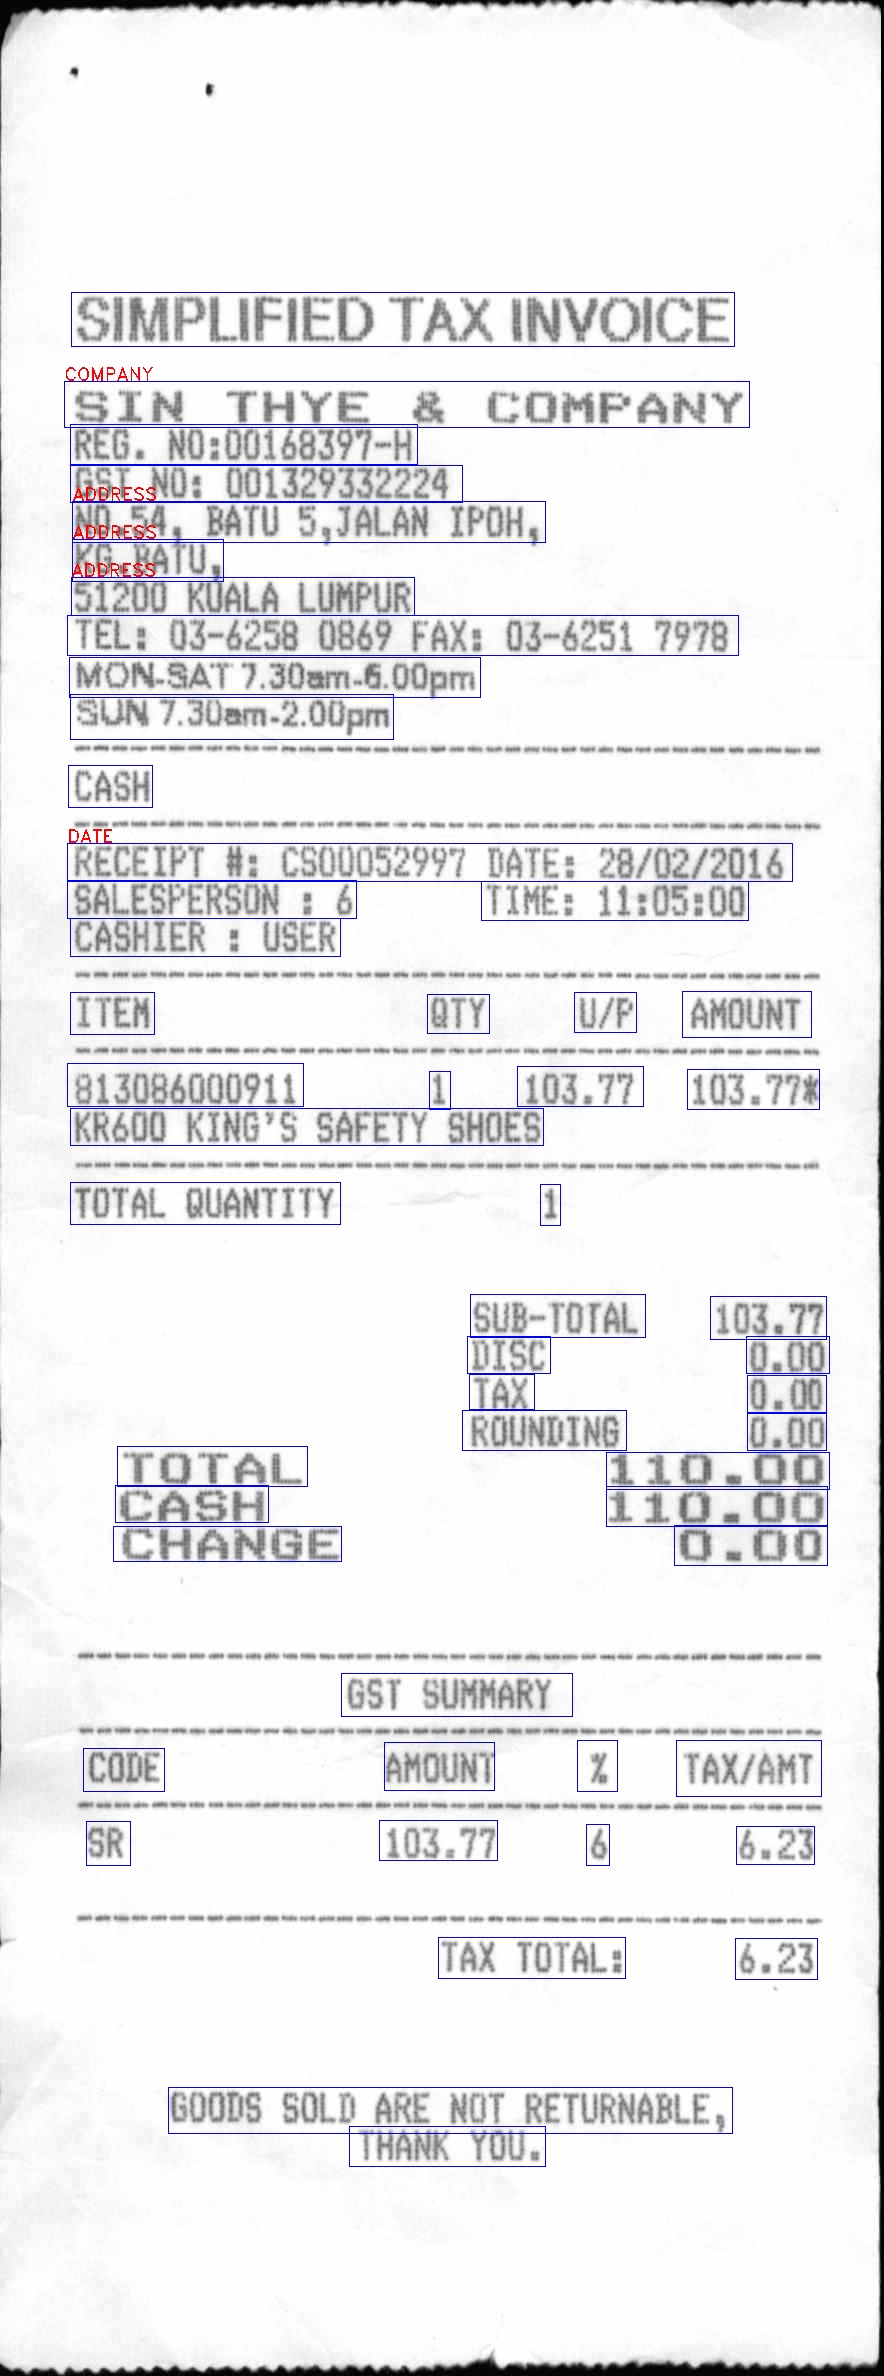 SIMPLIFIED TAX INVOICE
COMPANY
SIN THYE & COMPANY
REG. NO:00168397-H
GST NO: 001329332224
ADDRESS
NO.54, BATU 5,JALAN IPOH,
ADDRESS
KG.BATU,
ADDRESS
51200 KUALA LUMPUR
TEL: 03-6258 0869 FAX: 03-6251 7978
MON-SAT 7.30am-6.00pm
SUN 7.30am-2.00pm
CASH
DATE
RECEIPT #: CS00052997 DATE: 28/02/2016
SALESPERSON : 6 TIME: 11:05:00
CASHIER : USER
ITEM QTY U/P AMOUNT
813086000911 1 103.77 103.77*
KR600 KING'S SAFETY SHOES
TOTAL QUANTITY 1
SUB-TOTAL 103.77
DISC 0.00
TAX 0.00
ROUNDING 0.00
TOTAL 110.00
CASH 110.00
CHANGE 0.00
GST SUMMARY
CODE AMOUNT % TAX/AMT
SR 103.77 6 6.23
TAX TOTAL: 6.23
GOODS SOLD ARE NOT RETURNABLE,
THANK YOU.